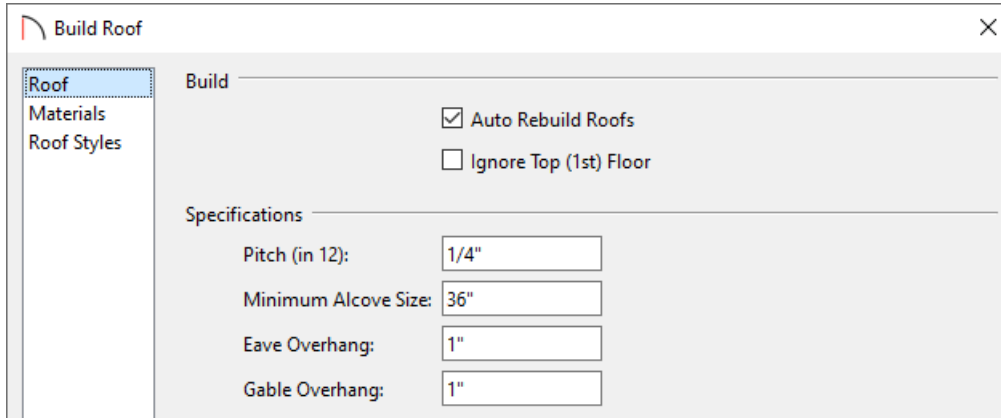 Build Roof
Roof
Materials
Roof Styles
Build
Auto Rebuild Roofs
Ignore Top (1st) Floor
Specifications
Pitch (in 12): 1/4"
Minimum Alcove Size: 36"
Eave Overhang: 1"
Gable Overhang: 1"